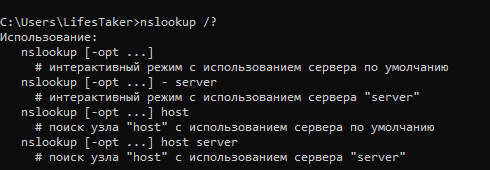 C:\Users\LifesTaker>nslookup /?
Использование:
   nslookup [-opt ...]
     # интерактивный режим с использованием сервера по умолчанию
   nslookup [-opt ...] - server
     # интерактивный режим с использованием сервера "server"
   nslookup [-opt ...] host
     # поиск узла "host" с использованием сервера по умолчанию
   nslookup [-opt ...] host server
     # поиск узла "host" с использованием сервера "server"